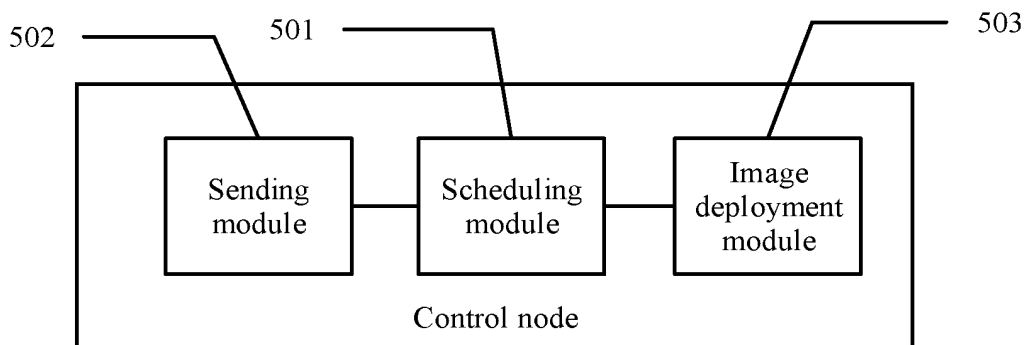 502
501
503
Sending
module
Scheduling
module
Image
deployment
module
Control node